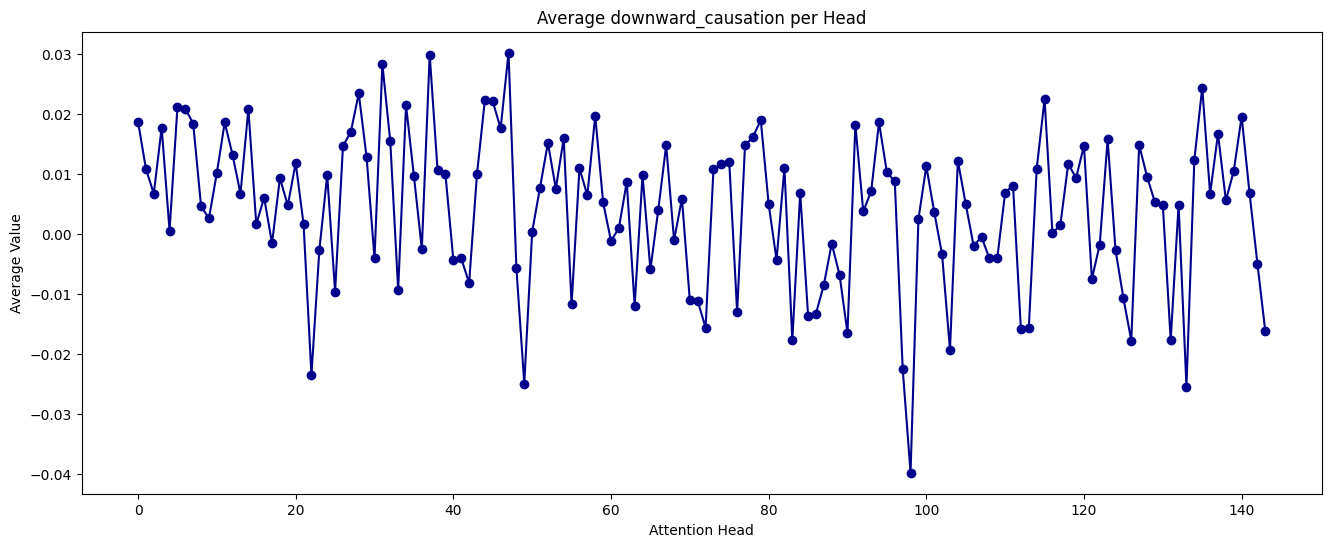 Average downward_causation per Head
Average Value
0.03
0.02
0.01
0.00
−0.01
−0.02
−0.03
−0.04
0 20 40 60 80 100 120 140
Attention Head